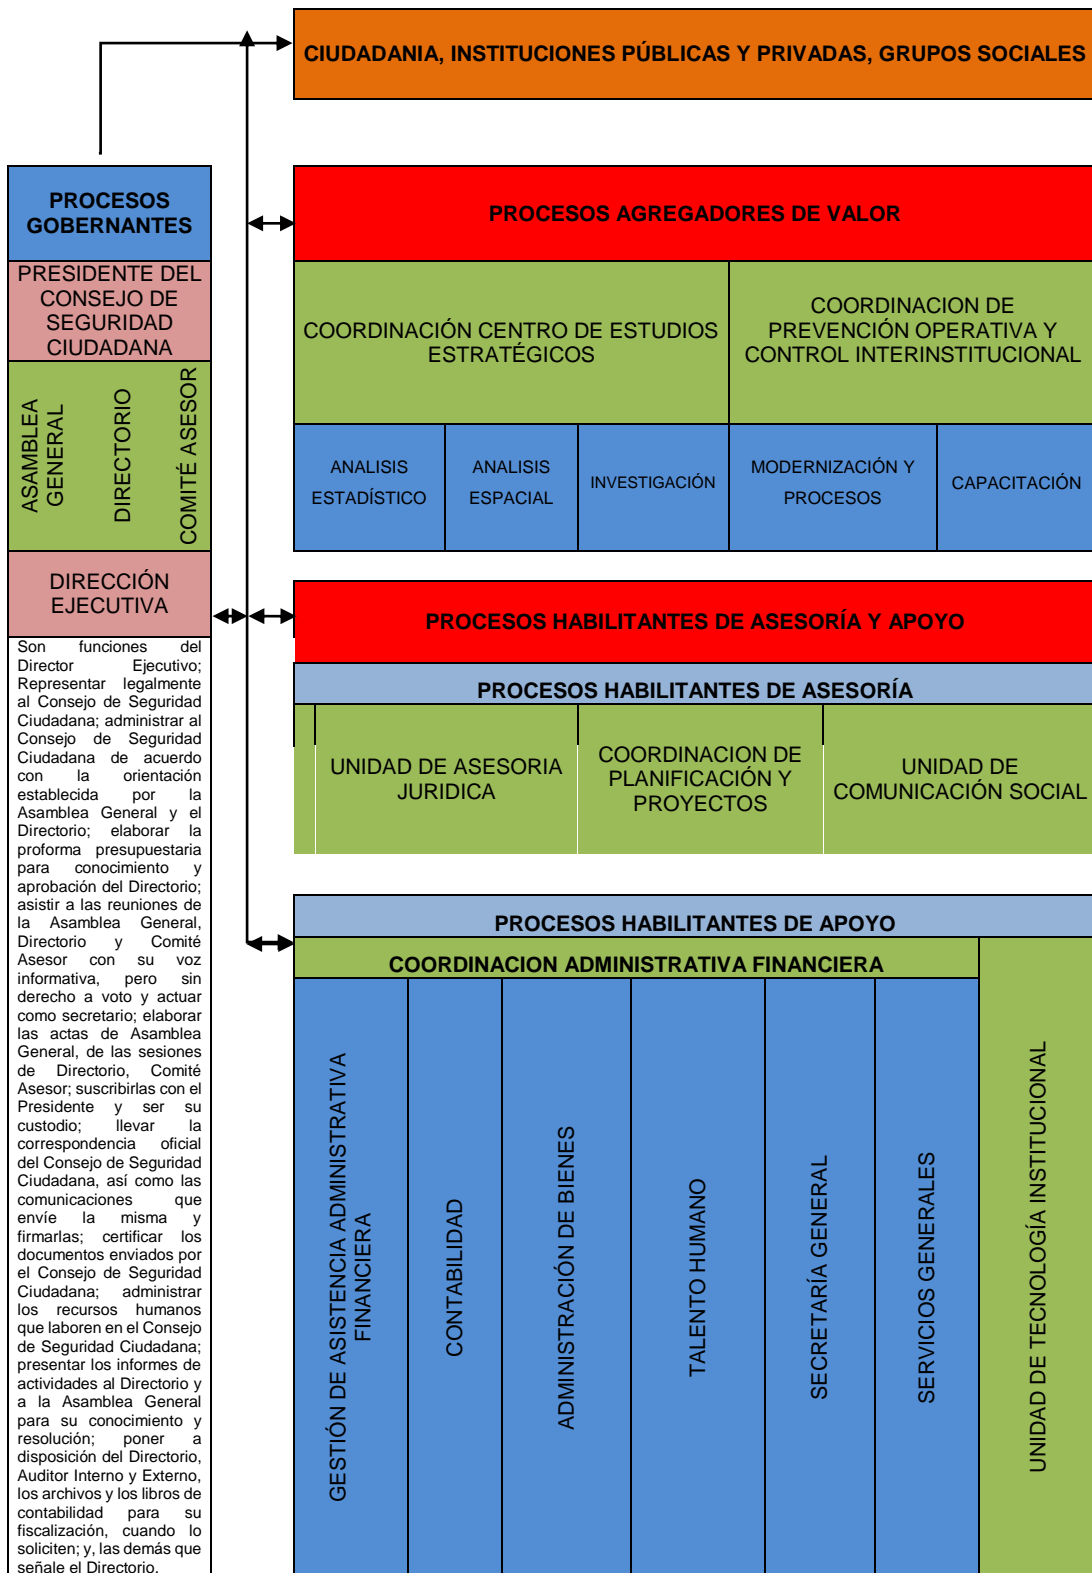 CIUDADANIA, INSTITUCIONES PÚBLICAS Y PRIVADAS, GRUPOS SOCIALES
PROCESOS
GOBERNANTES
PRESIDENTE DEL
CONSEJO DE
SEGURIDAD
CIUDADANA
ASAMBLEA
GENERAL
DIRECTORIO
COMITÉ ASESOR
DIRECCIÓN
EJECUTIVA
Son funciones del
Director Ejecutivo;
Representar legalmente
al Consejo de Seguridad
Ciudadana; administrar al
Consejo de Seguridad
Ciudadana de acuerdo
con la orientación
establecida por la
Asamblea General y el
Directorio; elaborar la
proforma presupuestaria
para conocimiento y
aprobación del Directorio;
asistir a las reuniones de
la Asamblea General,
Directorio y Comité
Asesor con su voz
informativa, pero sin
derecho a voto y actuar
como secretario; elaborar
las actas de Asamblea
General, de las sesiones
de Directorio, Comité
Asesor; suscribirlas con el
Presidente y ser su
custodio; llevar la
correspondencia oficial
del Consejo de Seguridad
Ciudadana, así como las
comunicaciones que
envíe la misma y
firmarlas; certificar los
documentos enviados por
el Consejo de Seguridad
Ciudadana; administrar
los recursos humanos
que laboren en el Consejo
de Seguridad Ciudadana;
presentar los informes de
actividades al Directorio y
a la Asamblea General
para su conocimiento y
resolución; poner a
disposición del Directorio,
Auditor Interno y Externo,
los archivos y los libros de
contabilidad para su
fiscalización, cuando lo
soliciten; y, las demás que
señale el Directorio.
PROCESOS AGREGADORES DE VALOR
COORDINACIÓN CENTRO DE ESTUDIOS
ESTRATÉGICOS
COORDINACION DE
PREVENCIÓN OPERATIVA Y
CONTROL INTERINSTITUCIONAL
ANALISIS
ESTADÍSTICO
ANALISIS
ESPACIAL
INVESTIGACIÓN
MODERNIZACIÓN Y
PROCESOS
CAPACITACIÓN
PROCESOS HABILITANTES DE ASESORÍA Y APOYO
PROCESOS HABILITANTES DE ASESORÍA
UNIDAD DE ASESORIA
JURIDICA
COORDINACION DE
PLANIFICACIÓN Y
PROYECTOS
UNIDAD DE
COMUNICACIÓN SOCIAL
PROCESOS HABILITANTES DE APOYO
COORDINACION ADMINISTRATIVA FINANCIERA
GESTIÓN DE ASISTENCIA ADMINISTRATIVA
FINANCIERA
CONTABILIDAD
ADMINISTRACIÓN DE BIENES
TALENTO HUMANO
SECRETARÍA GENERAL
SERVICIOS GENERALES
UNIDAD DE TECNOLOGÍA INSTITUCIONAL